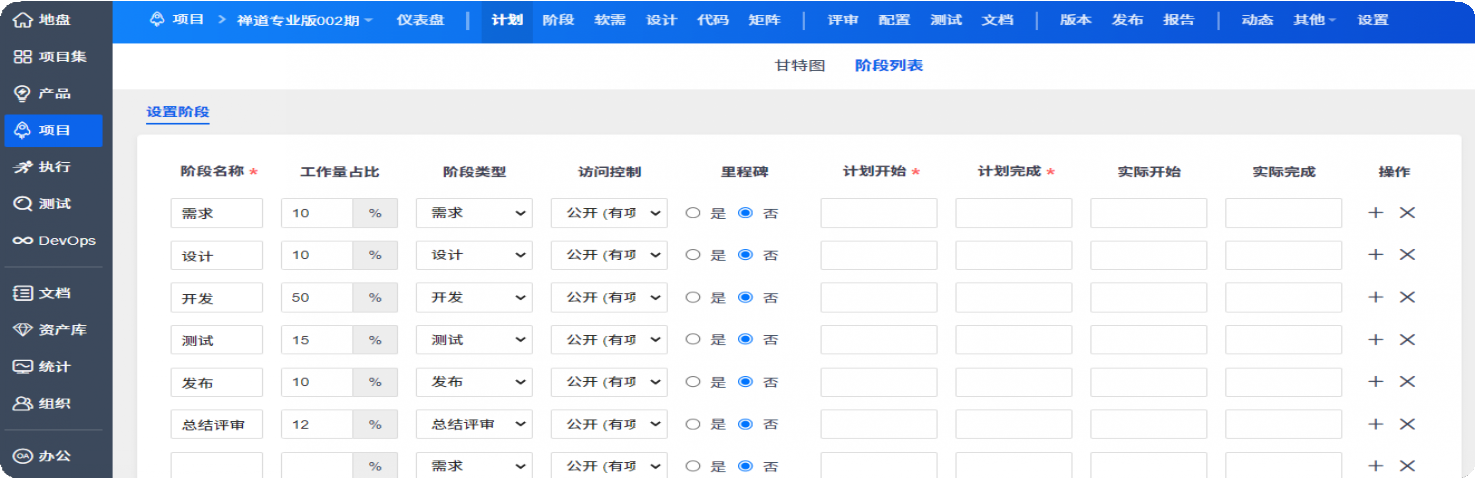 地盘
项目集
产品
项目
执行
测试
DevOps
文档
资产库
统计
组织
OA 办公
项目 > 禅道专业版002期 仪表盘 | 计划 阶段 软需 设计 代码 矩阵 | 评审 配置 测试 文档 | 版本 发布 报告 | 动态 其他 设置
甘特图 阶段列表
设置阶段
阶段名称 * 工作量占比 阶段类型 访问控制 里程碑 计划开始 * 计划完成 * 实际开始 实际完成 操作
需求 10 % 需求 公开 (有项 是 否
设计 10 % 设计 公开 (有项 是 否
开发 50 % 开发 公开 (有项 是 否
测试 15 % 测试 公开 (有项 是 否
发布 10 % 发布 公开 (有项 是 否
总结评审 12 % 总结评审 公开 (有项 是 否
% 需求 公开 (有项 是 否